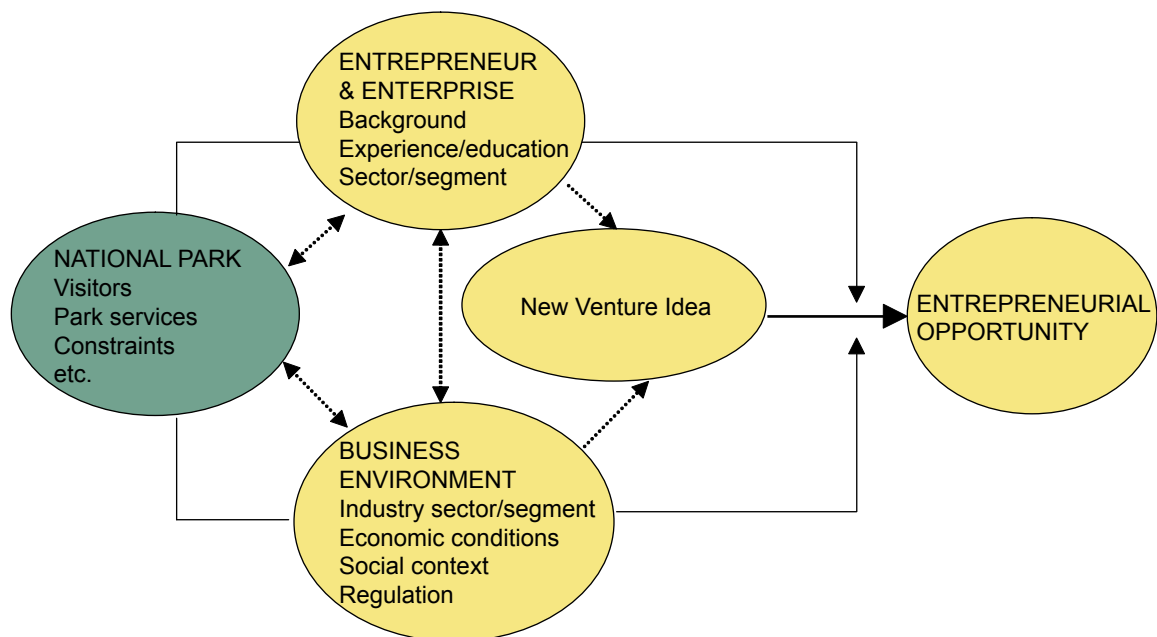 ENTREPRENEUR
& ENTERPRISE
Background
Experience/education
Sector/segment
NATIONAL PARK
Visitors
Park services
Constraints
etc.
New Venture Idea
ENTREPRENEURIAL
OPPORTUNITY
BUSINESS
ENVIRONMENT
Industry sector/segment
Economic conditions
Social context
Regulation